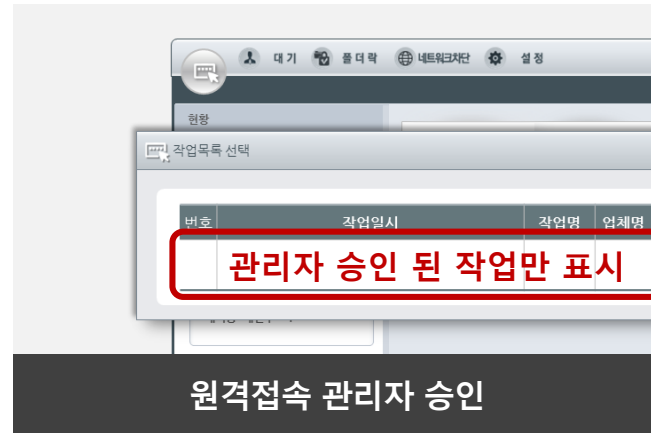 대기 폴더락 네트워크차단 설정
현황
작업목록 선택
번호 작업일시 작업명 업체명
관리자 승인 된 작업만 표시
원격접속 관리자 승인